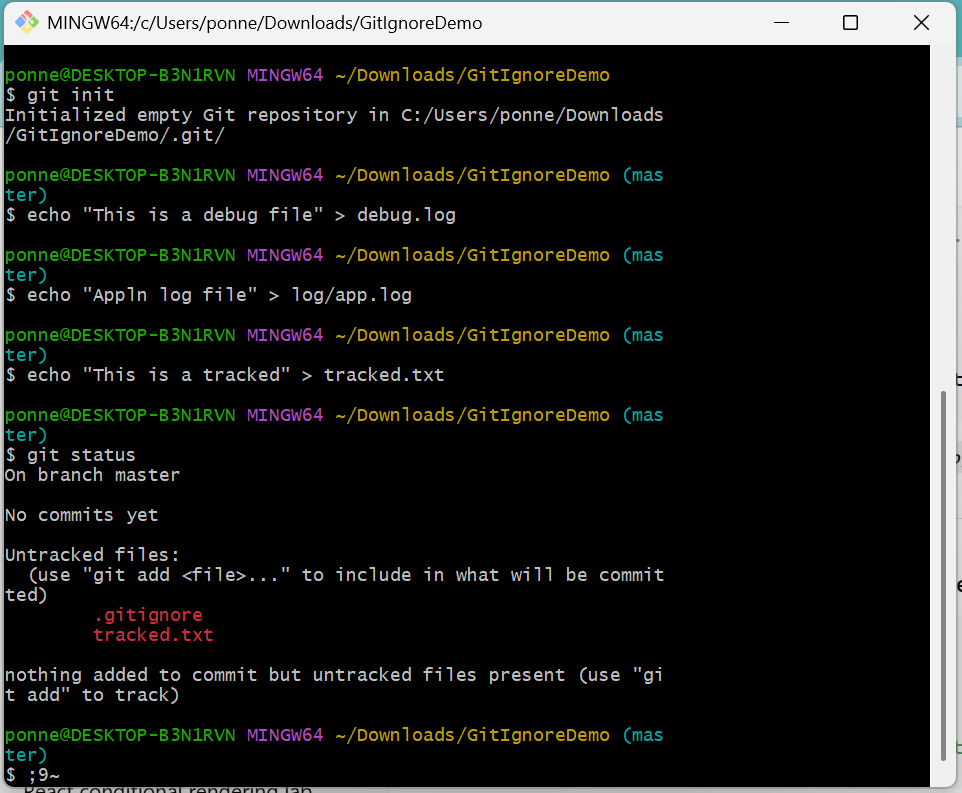 MINGW64:/c/Users/ponne/Downloads/GitIgnoreDemo
ponne@DESKTOP-B3N1RVN MINGW64 ~/Downloads/GitIgnoreDemo
$ git init
Initialized empty Git repository in C:/Users/ponne/Downloads
/GitIgnoreDemo/.git/
ponne@DESKTOP-B3N1RVN MINGW64 ~/Downloads/GitIgnoreDemo (mas
ter)
$ echo "This is a debug file" > debug.log
ponne@DESKTOP-B3N1RVN MINGW64 ~/Downloads/GitIgnoreDemo (mas
ter)
$ echo "Appln log file" > log/app.log
ponne@DESKTOP-B3N1RVN MINGW64 ~/Downloads/GitIgnoreDemo (mas
ter)
$ echo "This is a tracked" > tracked.txt
ponne@DESKTOP-B3N1RVN MINGW64 ~/Downloads/GitIgnoreDemo (mas
ter)
$ git status
On branch master
No commits yet
Untracked files:
  (use "git add <file>..." to include in what will be commit
ted)
        .gitignore
        tracked.txt
nothing added to commit but untracked files present (use "gi
t add" to track)
ponne@DESKTOP-B3N1RVN MINGW64 ~/Downloads/GitIgnoreDemo (mas
ter)
$ ;9~
React conditional rendering lab